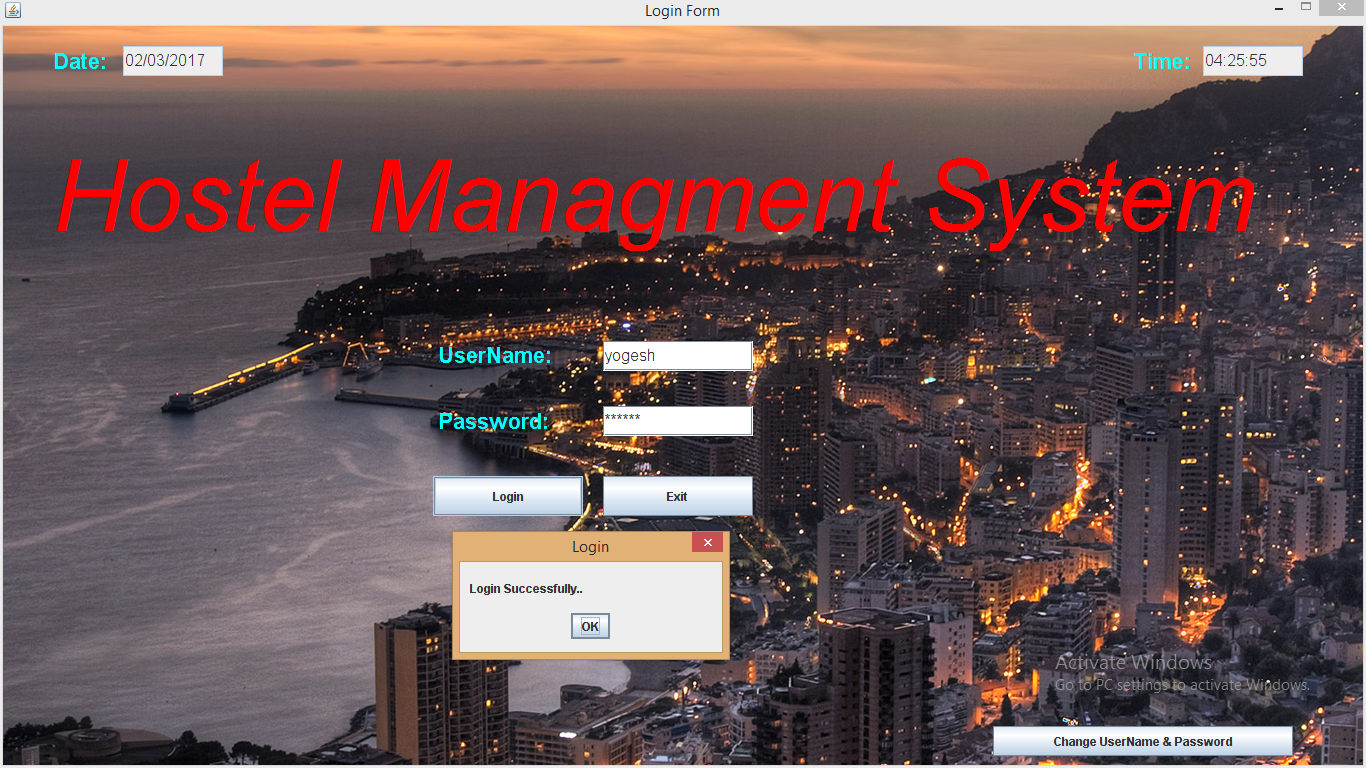 Login Form
Date: 02/03/2017 Time: 04:25:55
Hostel Managment System
UserName: yogesh
Password: ******
Login Exit
Login
Login Successfully..
OK
Activate Windows
Go to PC settings to activate Windows.
Change UserName & Password